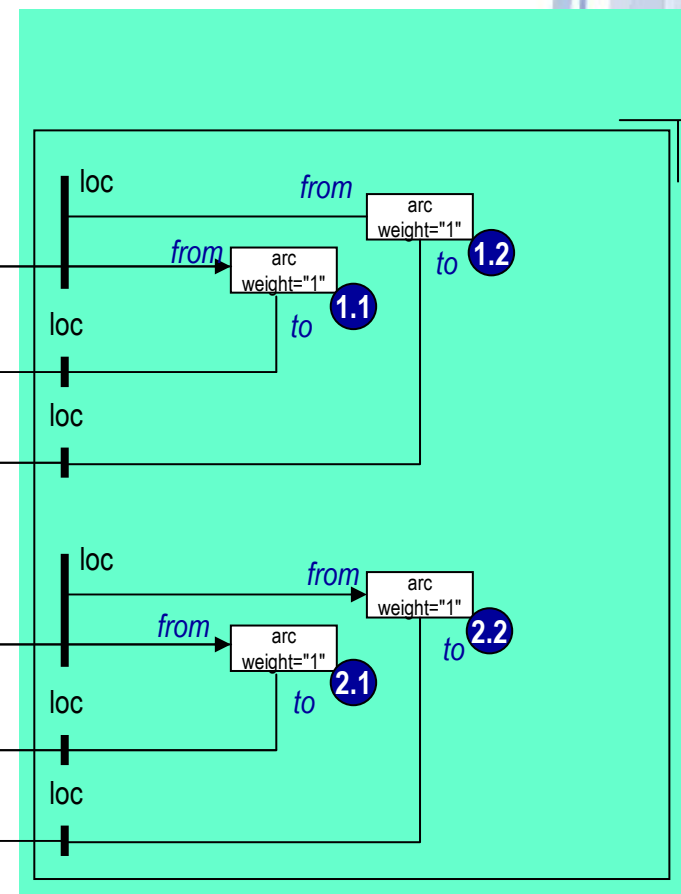 loc
from
arc
weight="1"
to
1.2
from
arc
weight="1"
1.1
to
loc
loc
loc
from
arc
weight="1"
to
2.2
from
arc
weight="1"
2.1
to
loc
loc